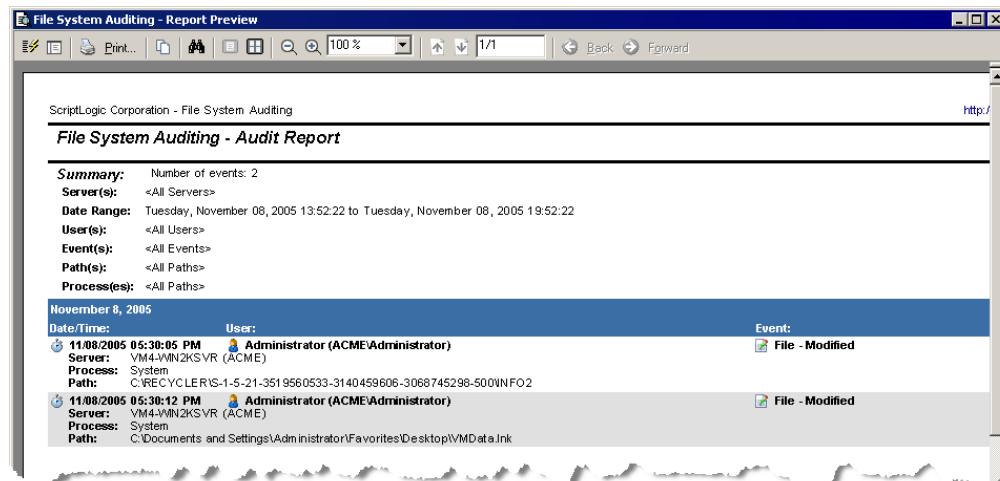 File System Auditing - Report Preview
Print... 100 % 1/1 Back Forward
ScriptLogic Corporation - File System Auditing http:/
File System Auditing - Audit Report
Summary: Number of events: 2
Server(s): <All Servers>
Date Range: Tuesday, November 08, 2005 13:52:22 to Tuesday, November 08, 2005 19:52:22
User(s): <All Users>
Event(s): <All Events>
Path(s): <All Paths>
Process(es): <All Paths>
November 8, 2005
Date/Time: User: Event:
11/08/2005 05:30:05 PM Administrator (ACME\Administrator) File - Modified
Server: VM4-WIN2KSVR (ACME)
Process: System
Path: C:\RECYCLER\S-1-5-21-3519560533-3140459606-3068745298-500\INFO2
11/08/2005 05:30:12 PM Administrator (ACME\Administrator) File - Modified
Server: VM4-WIN2KSVR (ACME)
Process: System
Path: C:\Documents and Settings\Administrator\Favorites\Desktop\VMData.lnk